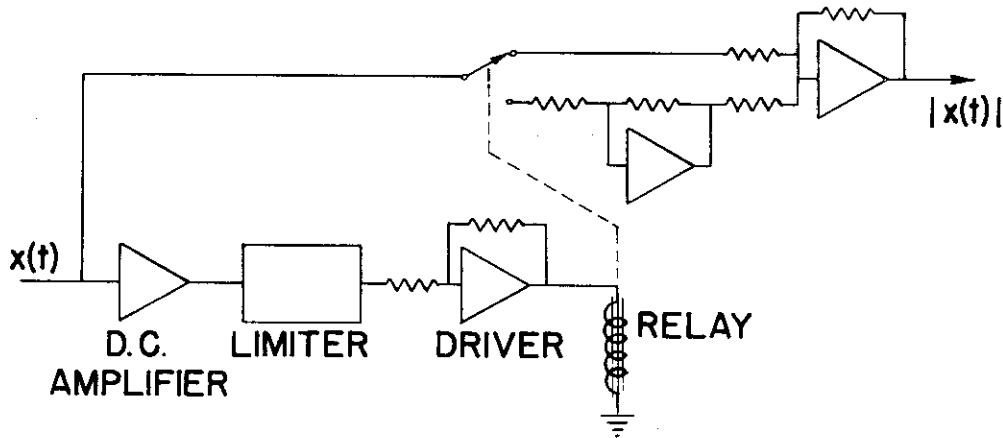 |x(t)|
x(t)
D.C.
AMPLIFIER
LIMITER
DRIVER
RELAY